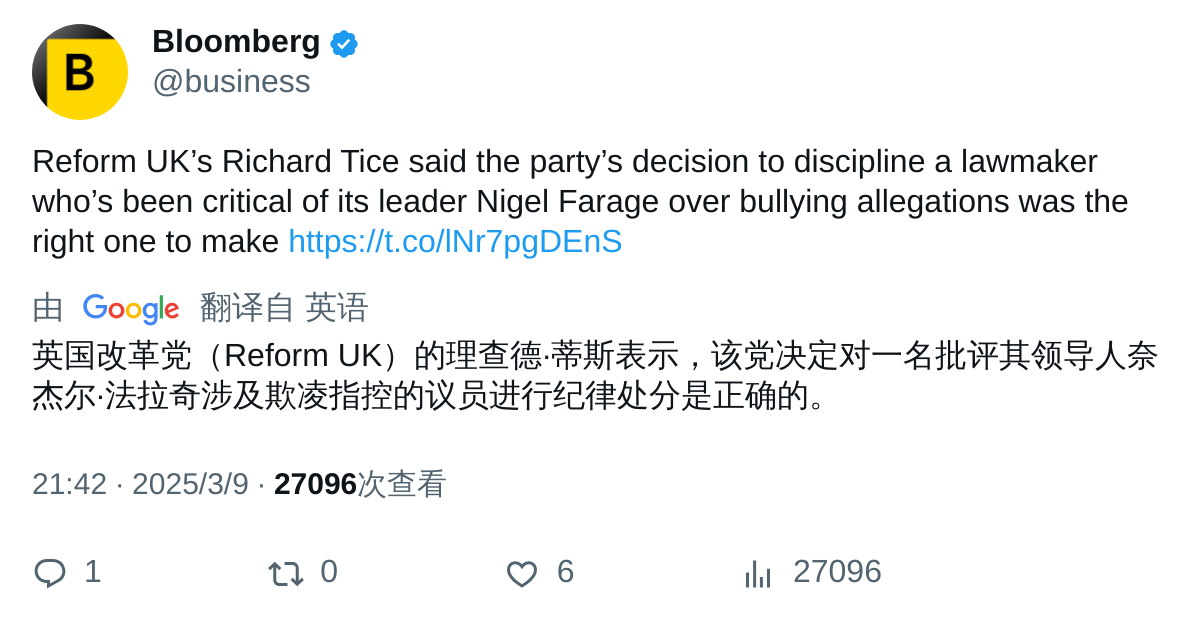 B
Bloomberg
@business
Reform UK’s Richard Tice said the party’s decision to discipline a lawmaker
who’s been critical of its leader Nigel Farage over bullying allegations was the
right one to make https://t.co/lNr7pgDEnS
由 Google 翻译自 英语
英国改革党（Reform UK）的理查德·蒂斯表示，该党决定对一名批评其领导人奈
杰尔·法拉奇涉及欺凌指控的议员进行纪律处分是正确的。
21:42 · 2025/3/9 · 27096次查看
1 0 6 27096